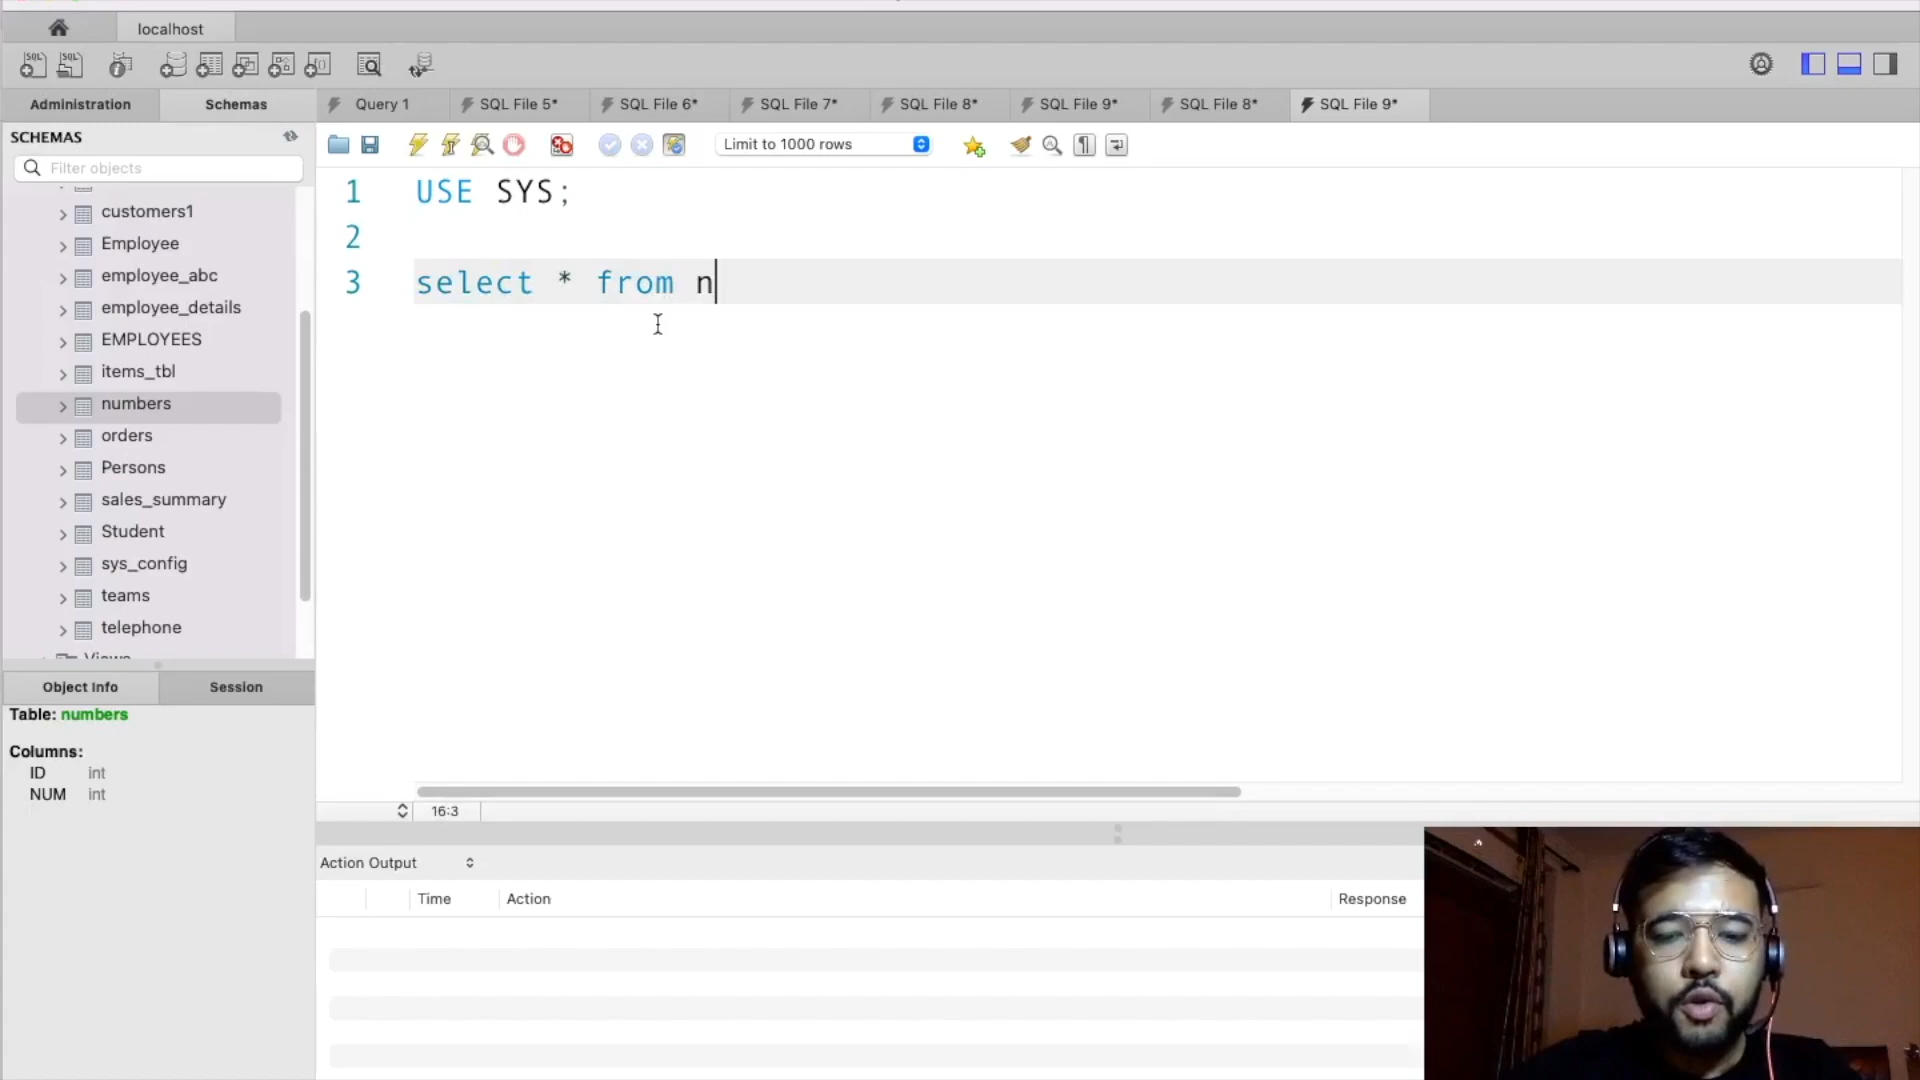 localhost
Administration
Schemas
Query 1
SQL File 5*
SQL File 6*
SQL File 7*
SQL File 8*
SQL File 9*
SQL File 8*
SQL File 9*
SCHEMAS
Filter objects
Limit to 1000 rows
customers1
Employee
employee_abc
employee_details
EMPLOYEES
items_tbl
numbers
orders
Persons
sales_summary
Student
sys_config
teams
telephone
Views
1 USE SYS;
2
3 select * from n
16:3
Object Info
Session
Table: numbers
Columns:
ID int
NUM int
Action Output
Time
Action
Response